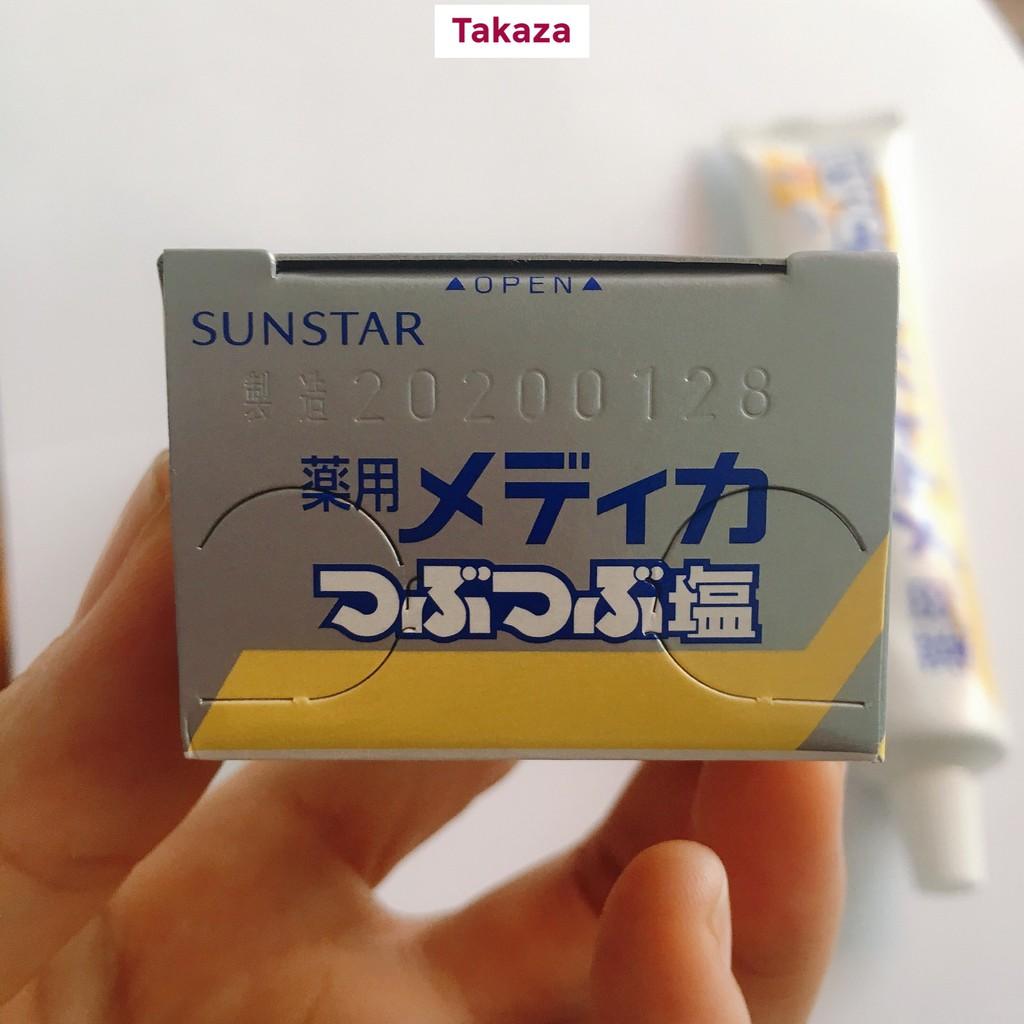 Takaza
▲OPEN▲
SUNSTAR
製造20200128
薬用メディカ
つぶつぶ塩